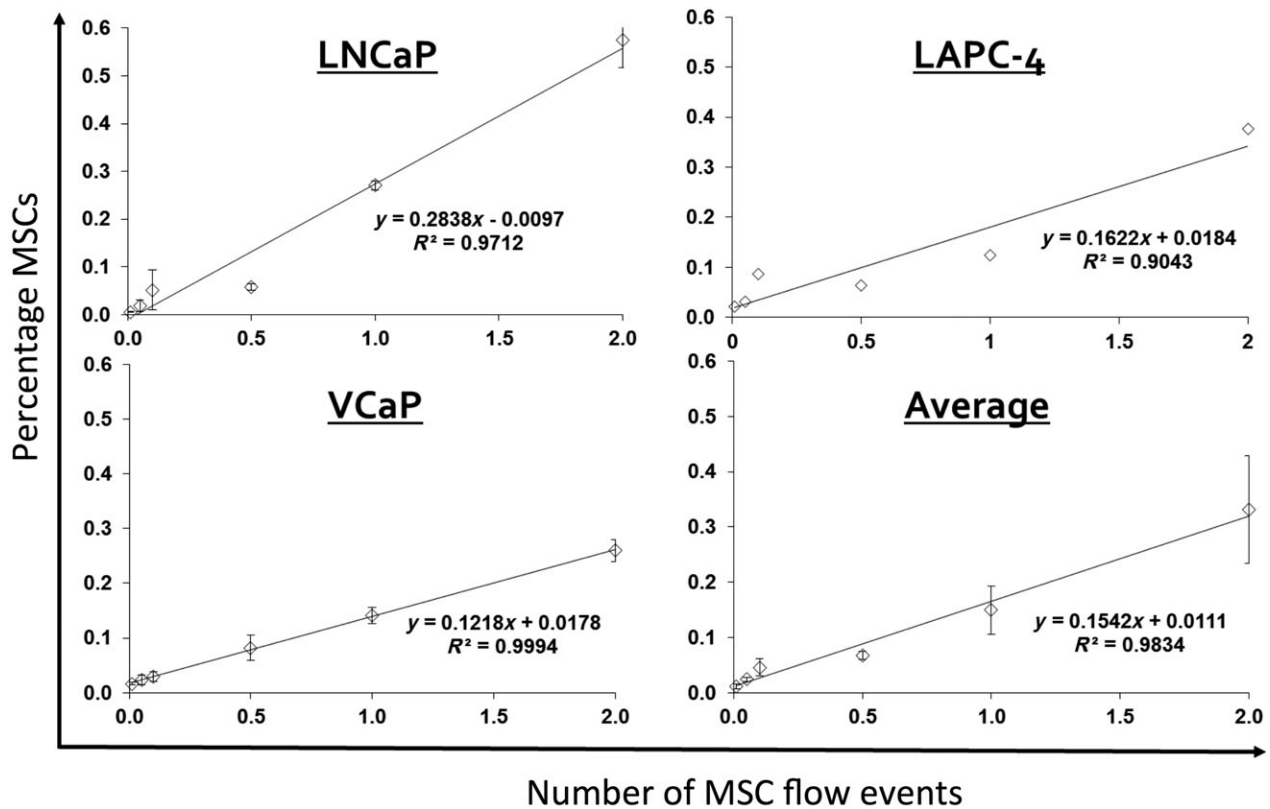 Percentage MSCs
LNCaP
0.6
0.5
0.4
0.3
0.2
0.1
0.0
y = 0.2838x - 0.0097
R² = 0.9712
0.0 0.5 1.0 1.5 2.0
LAPC-4
0.6
0.5
0.4
0.3
0.2
0.1
0.0
y = 0.1622x + 0.0184
R² = 0.9043
0 0.5 1 1.5 2
VCaP
0.6
0.5
0.4
0.3
0.2
0.1
0.0
y = 0.1218x + 0.0178
R² = 0.9994
0.0 0.5 1.0 1.5 2.0
Average
0.6
0.5
0.4
0.3
0.2
0.1
0.0
y = 0.1542x + 0.0111
R² = 0.9834
0.0 0.5 1.0 1.5 2.0
Number of MSC flow events